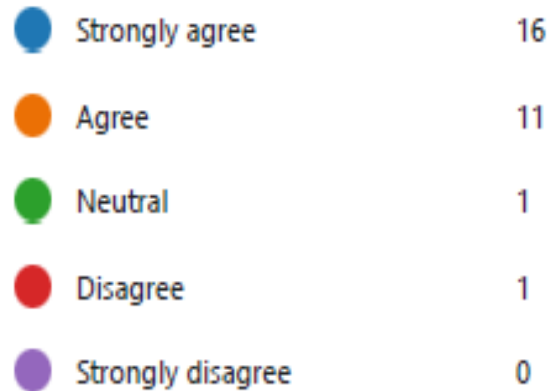 Strongly agree 16
Agree 11
Neutral 1
Disagree 1
Strongly disagree 0